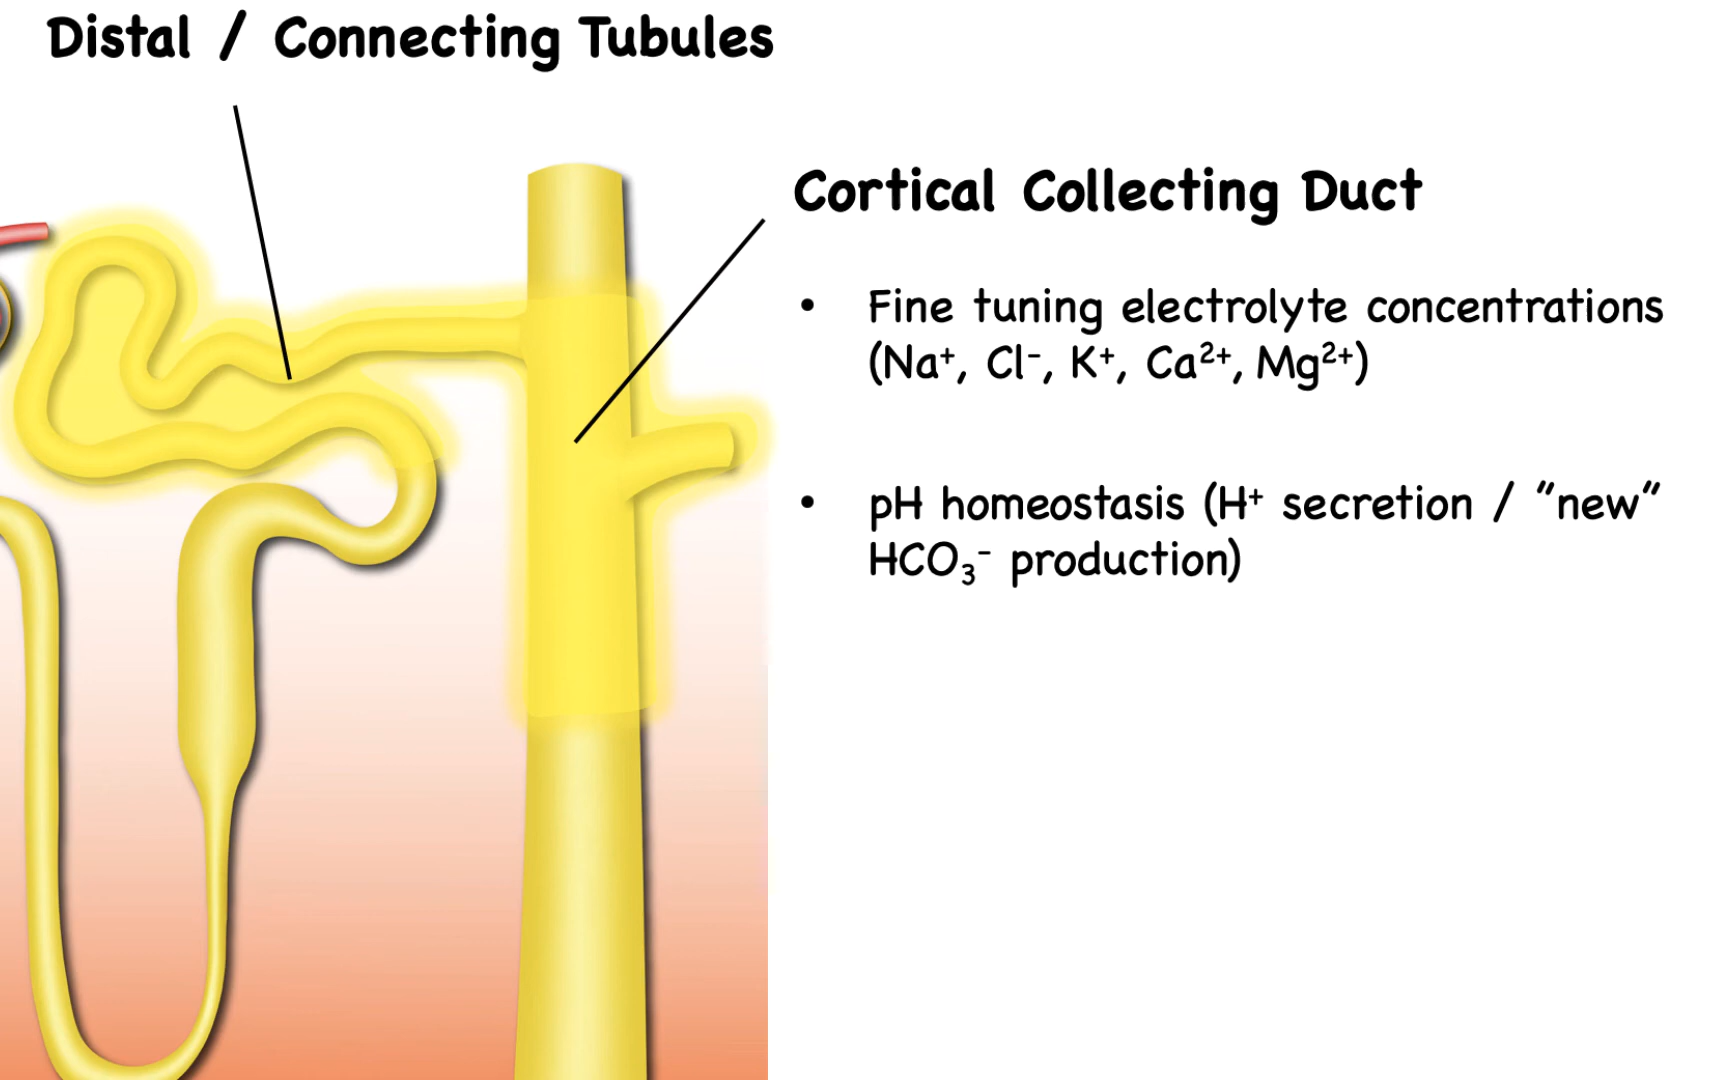 Distal / Connecting Tubules
Cortical Collecting Duct
• Fine tuning electrolyte concentrations
(Na⁺, Cl⁻, K⁺, Ca²⁺, Mg²⁺)
• pH homeostasis (H⁺ secretion / "new"
HCO₃⁻ production)